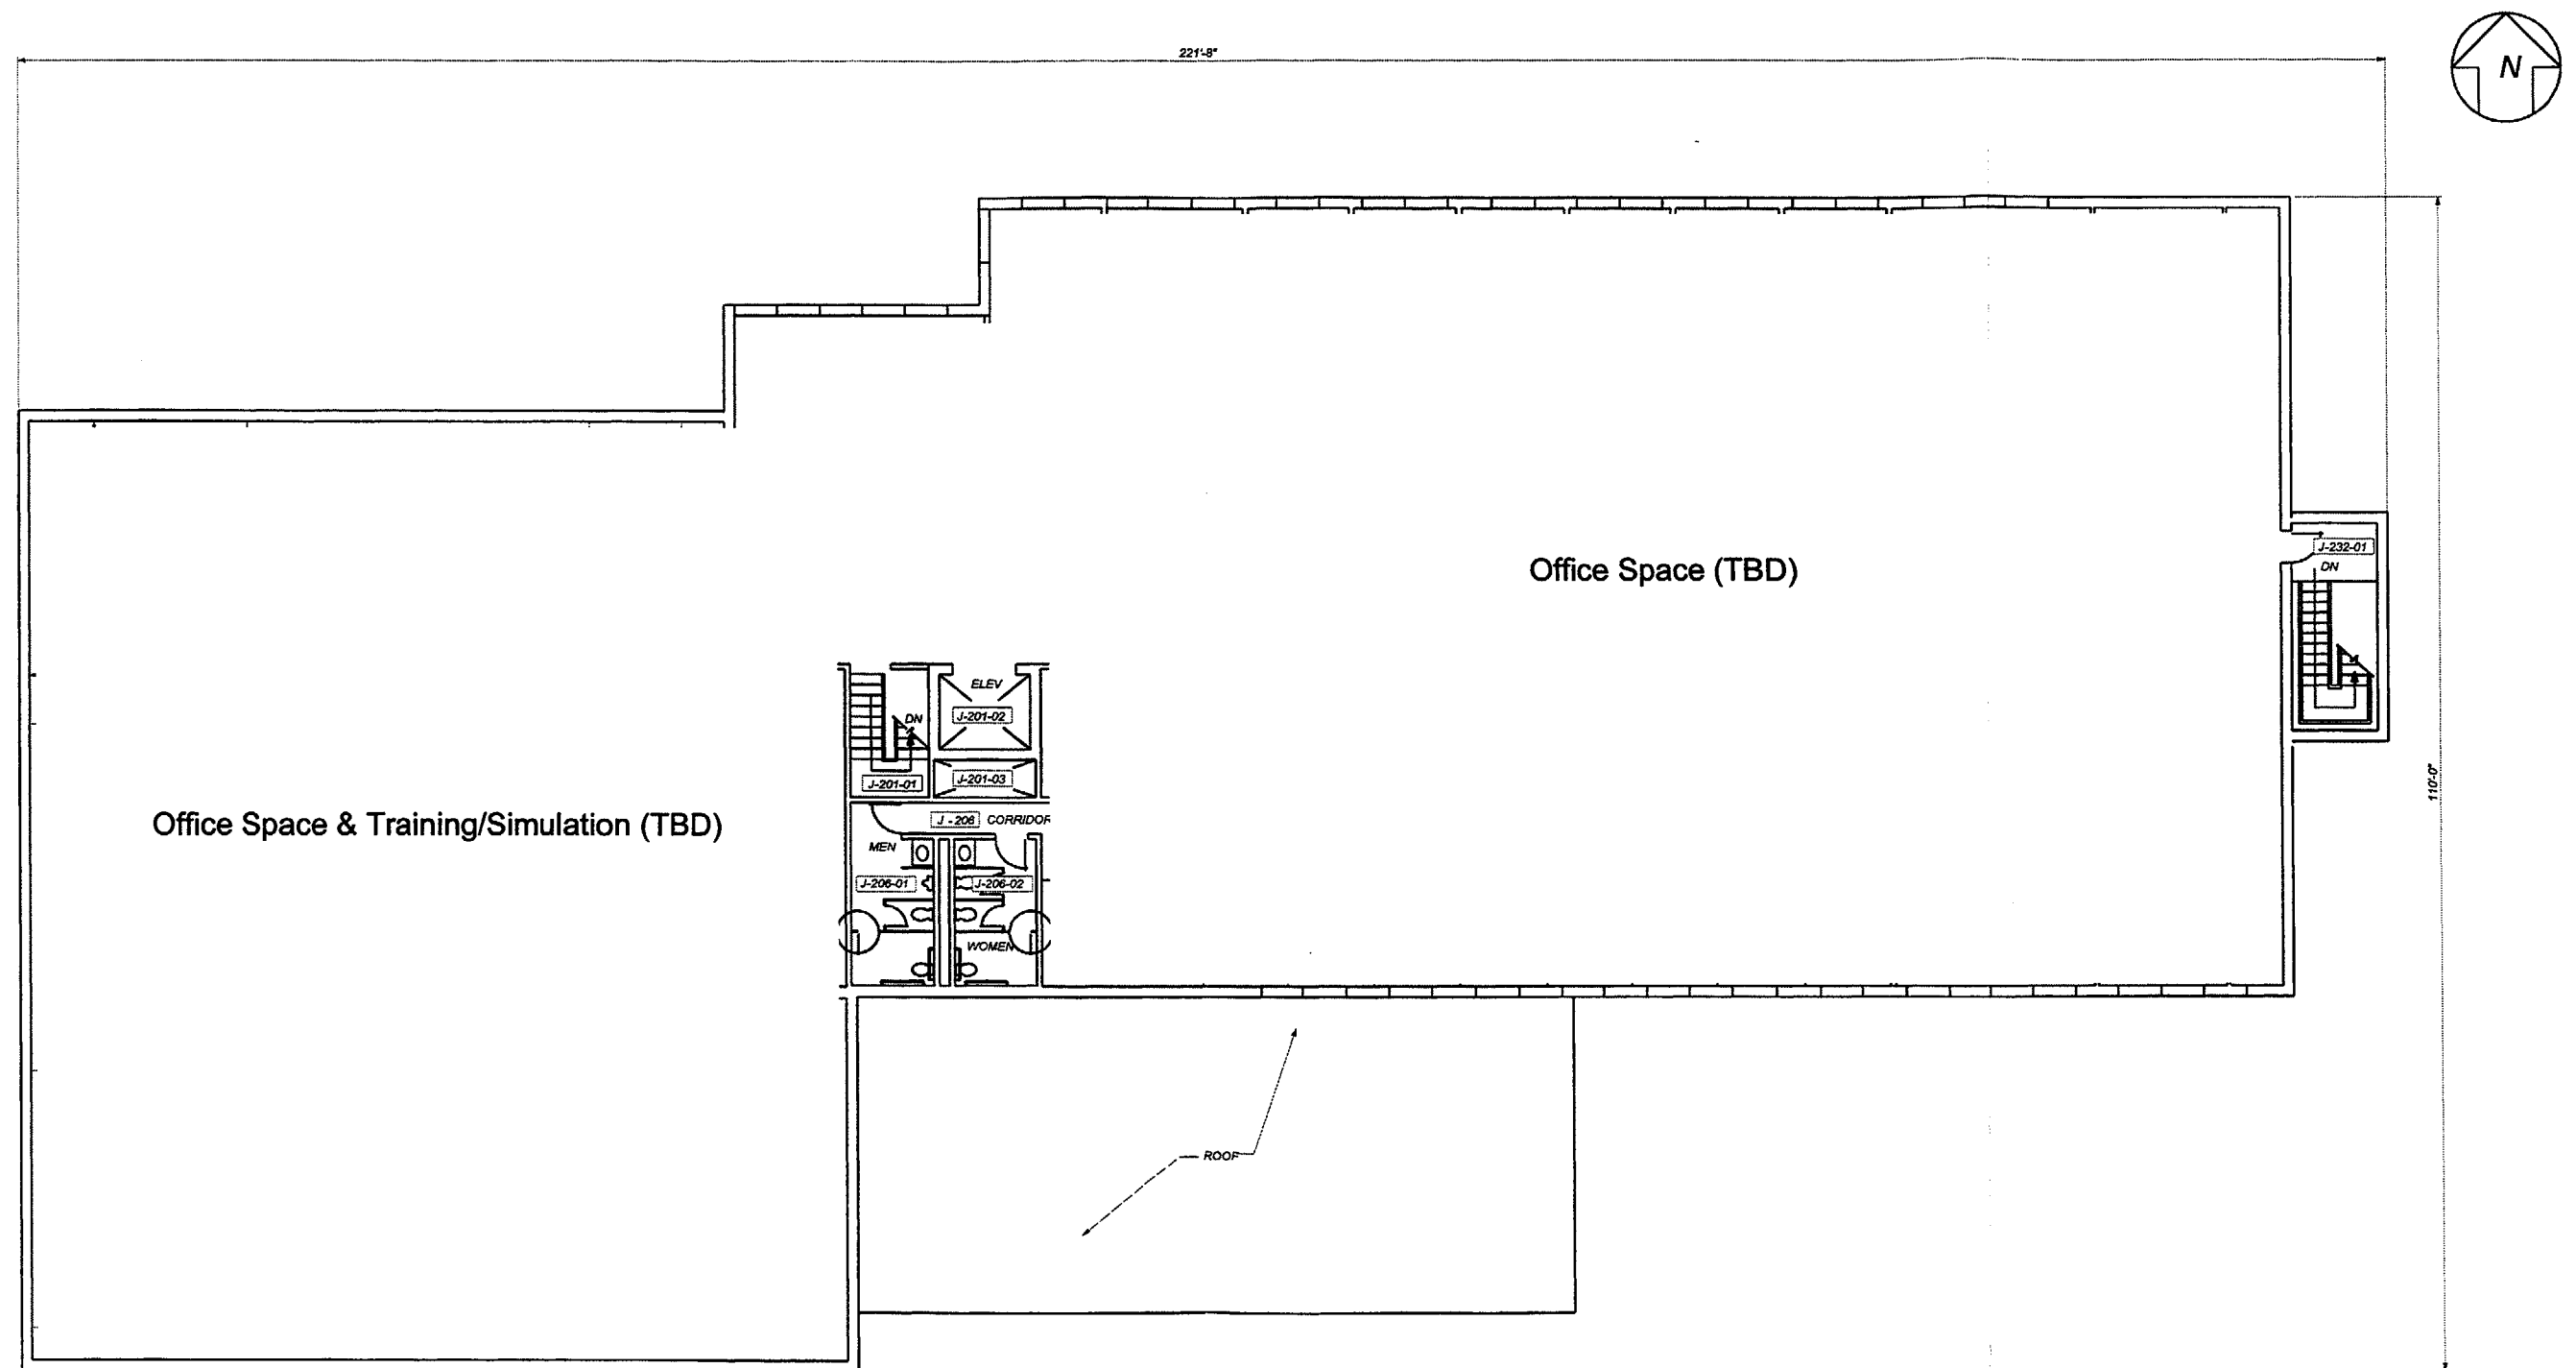 221'-8"
N
Office Space (TBD)
J-232-01
DN
ELEV
J-201-02
DN
J-201-03
J-201-01
110'-0"
Office Space & Training/Simulation (TBD)
J - 206 CORRIDOR
MEN
J-206-01
J-206-02
WOMEN
ROOF